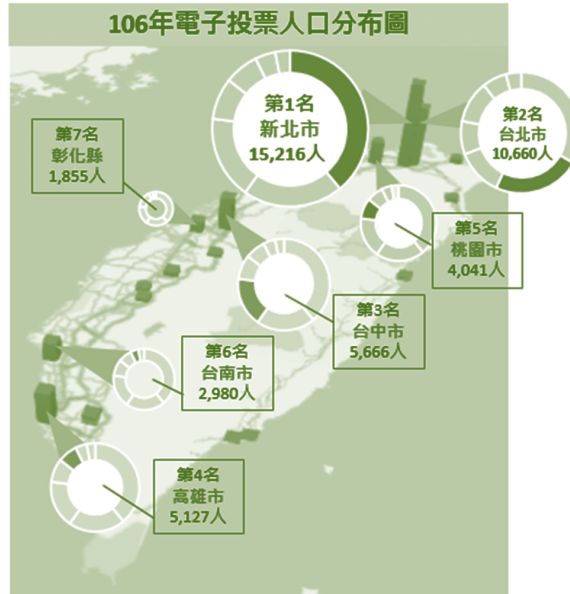 106年電子投票人口分布圖
第1名
新北市
15,216人
第2名
台北市
10,660人
第7名
彰化縣
1,855人
第5名
桃園市
4,041人
第3名
台中市
5,666人
第6名
台南市
2,980人
第4名
高雄市
5,127人